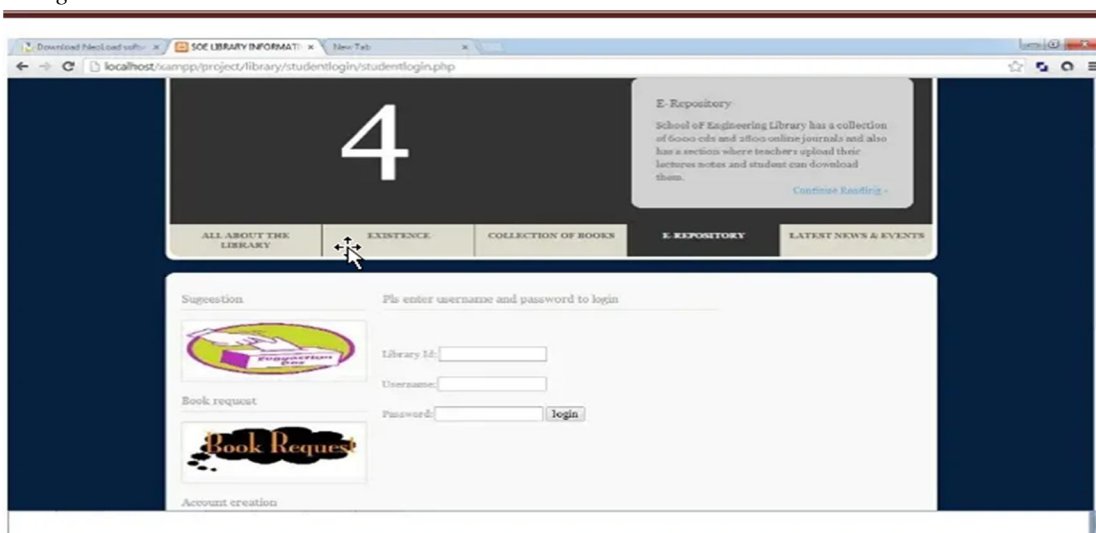 Download NeoLoad softw
SOE LIBRARY INFORMATI
New Tab
localhost/xampp/project/library/studentlogin/studentlogin.php
4
E-Repository
School oF Engineering Library has a collection
of 6000 cds and 2800 online journals and also
has a section where teachers upload their
lectures notes and student can download
them.
Continue Reading »
ALL ABOUT THE
LIBRARY
EXISTENCE
COLLECTION OF BOOKS
E-REPOSITORY
LATEST NEWS & EVENTS
Sugeestion
Pls enter username and password to login
Suggestion
Box
Library Id:
Username:
Book request
Password:
login
Book Request
Account creation